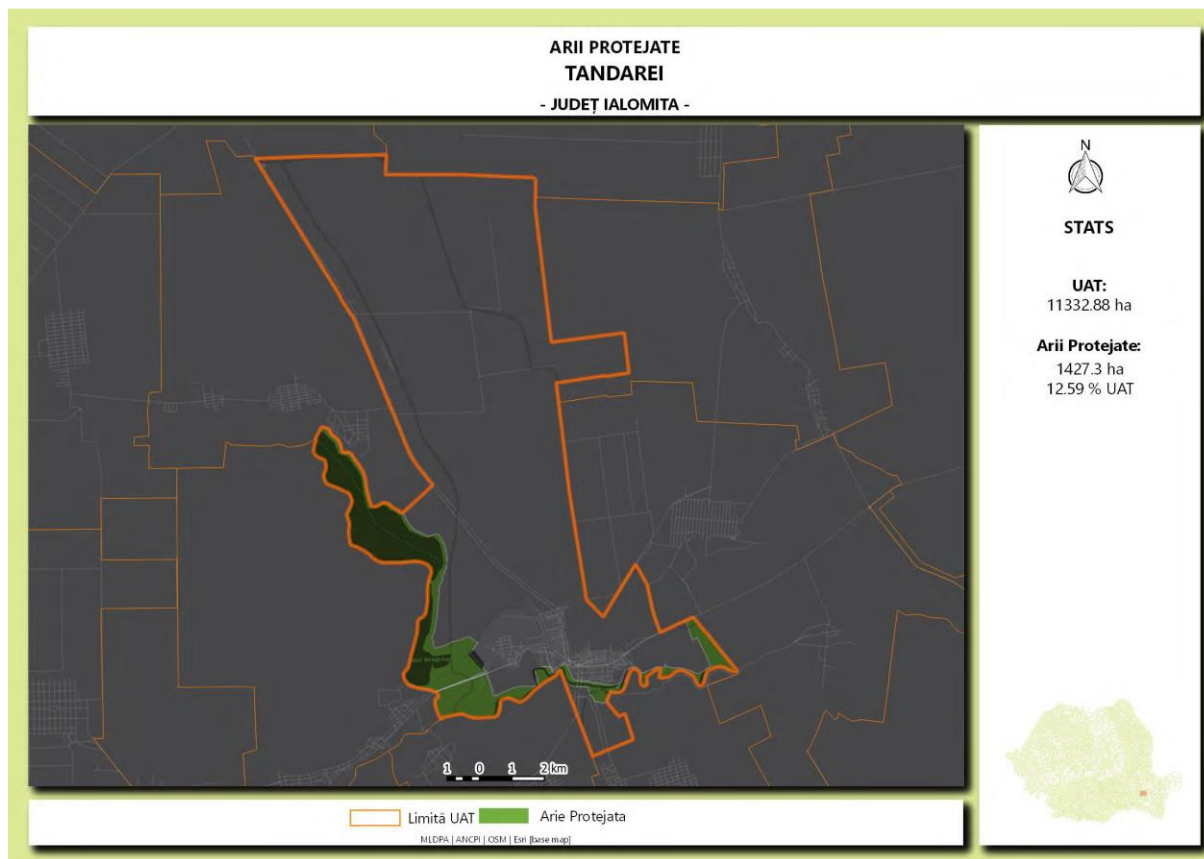 ARII PROTEJATE
TANDAREI
- JUDEȚ IALOMITA -
N
STATS
UAT:
11332.88 ha
Arii Protejate:
1427.3 ha
12.59 % UAT
1 0 1 2 km
Limită UAT
Arie Protejata
MLDPA | ANCPI | OSM | Esri [base map]